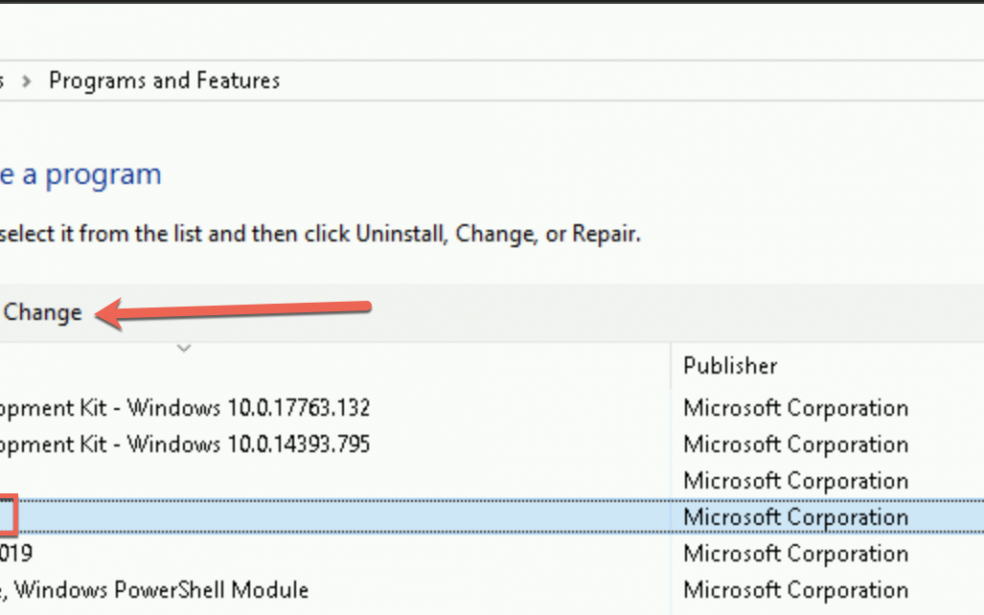 s > Programs and Features
e a program
select it from the list and then click Uninstall, Change, or Repair.
Change
Publisher
opment Kit - Windows 10.0.17763.132 Microsoft Corporation
opment Kit - Windows 10.0.14393.795 Microsoft Corporation
Microsoft Corporation
Microsoft Corporation
019 Microsoft Corporation
e, Windows PowerShell Module Microsoft Corporation